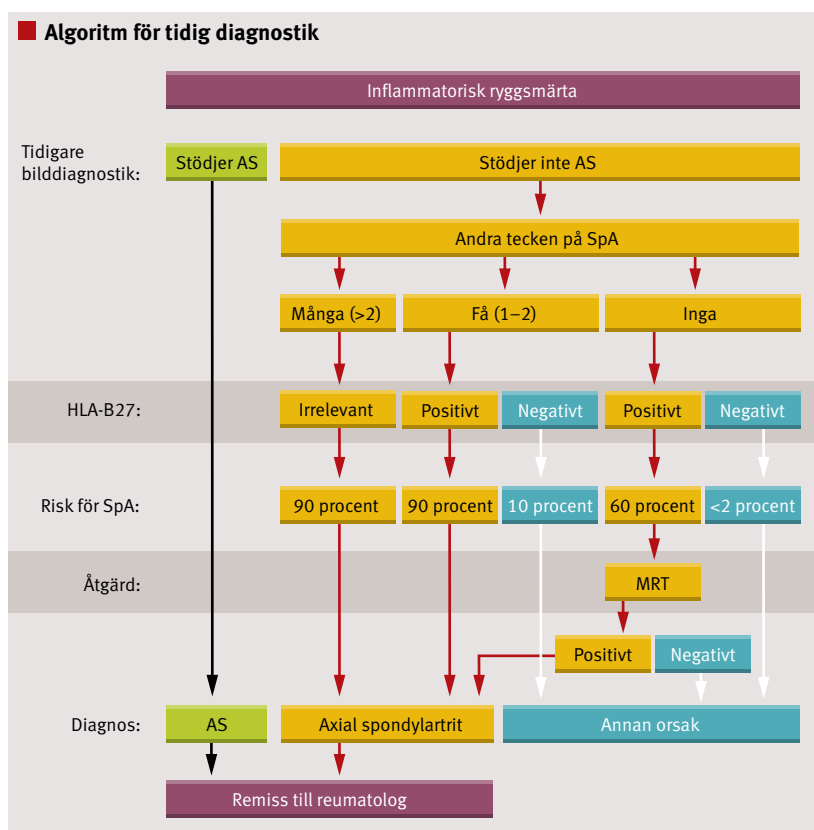 Algoritm för tidig diagnostik
Inflammatorisk ryggsmärta
Tidigare
bilddiagnostik:
Stödjer AS
Stödjer inte AS
Andra tecken på SpA
Många (>2)
Få (1–2)
Inga
HLA-B27:
Irrelevant
Positivt
Negativt
Positivt
Negativt
Risk för SpA:
90 procent
90 procent
10 procent
60 procent
<2 procent
Åtgärd:
MRT
Positivt
Negativt
Diagnos:
AS
Axial spondylartrit
Annan orsak
Remiss till reumatolog